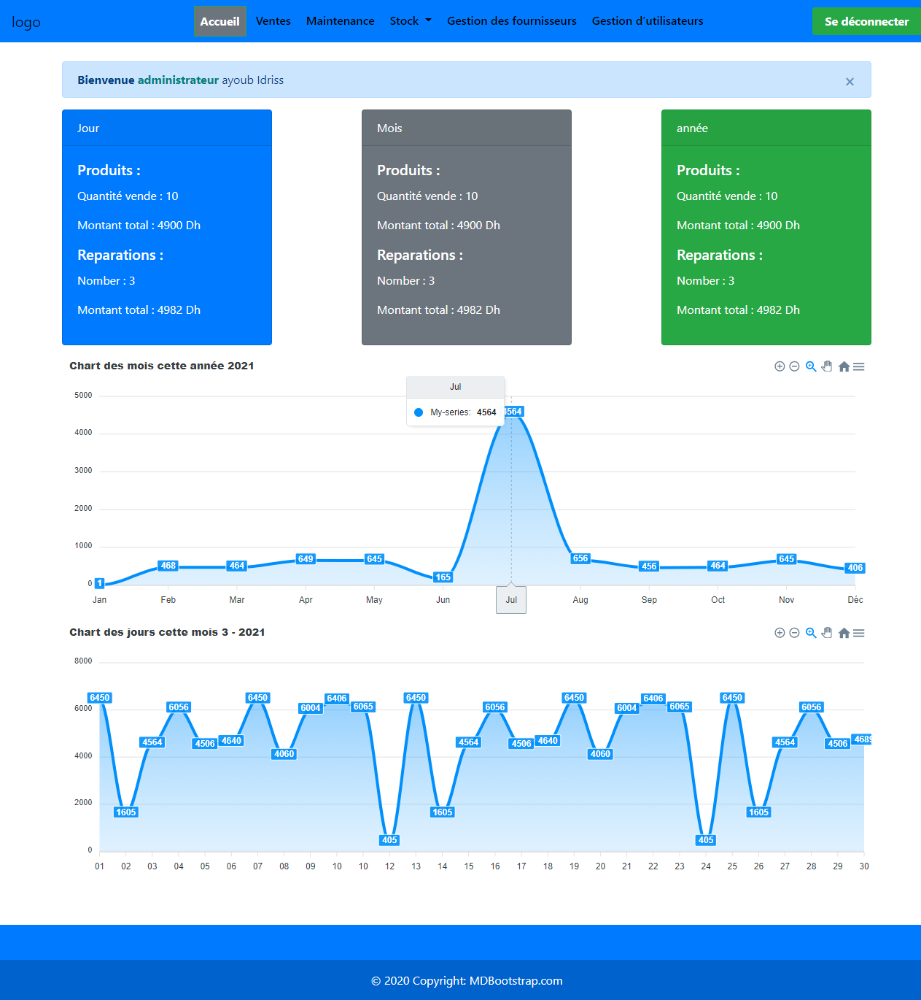 logo
Accueil Ventes Maintenance Stock Gestion des fournisseurs Gestion d'utilisateurs Se déconnecter
Bienvenue administrateur ayoub Idriss ×
Jour
Produits :
Quantité vende : 10
Montant total : 4900 Dh
Reparations :
Nomber : 3
Montant total : 4982 Dh
Mois
Produits :
Quantité vende : 10
Montant total : 4900 Dh
Reparations :
Nomber : 3
Montant total : 4982 Dh
année
Produits :
Quantité vende : 10
Montant total : 4900 Dh
Reparations :
Nomber : 3
Montant total : 4982 Dh
Chart des mois cette année 2021
Jul
My-series: 4564
5000
4000
3000
2000
1000
0
1 468 464 649 645 165 4564 656 456 464 645 406
Jan Feb Mar Apr May Jun Jul Aug Sep Oct Nov Déc
Chart des jours cette mois 3 - 2021
8000
6000
4000
2000
0
6450 1605 4564 6056 4506 4640 6450 4060 6004 6406 6065 405 6450 1605 4564 6056 4506 4640 6450 4060 6004 6406 6065 405 6450 1605 4564 6056 4506 4689
01 02 03 04 05 06 07 08 09 10 10 12 13 14 15 16 17 18 19 20 21 22 23 24 25 26 27 28 29 30
© 2020 Copyright: MDBootstrap.com